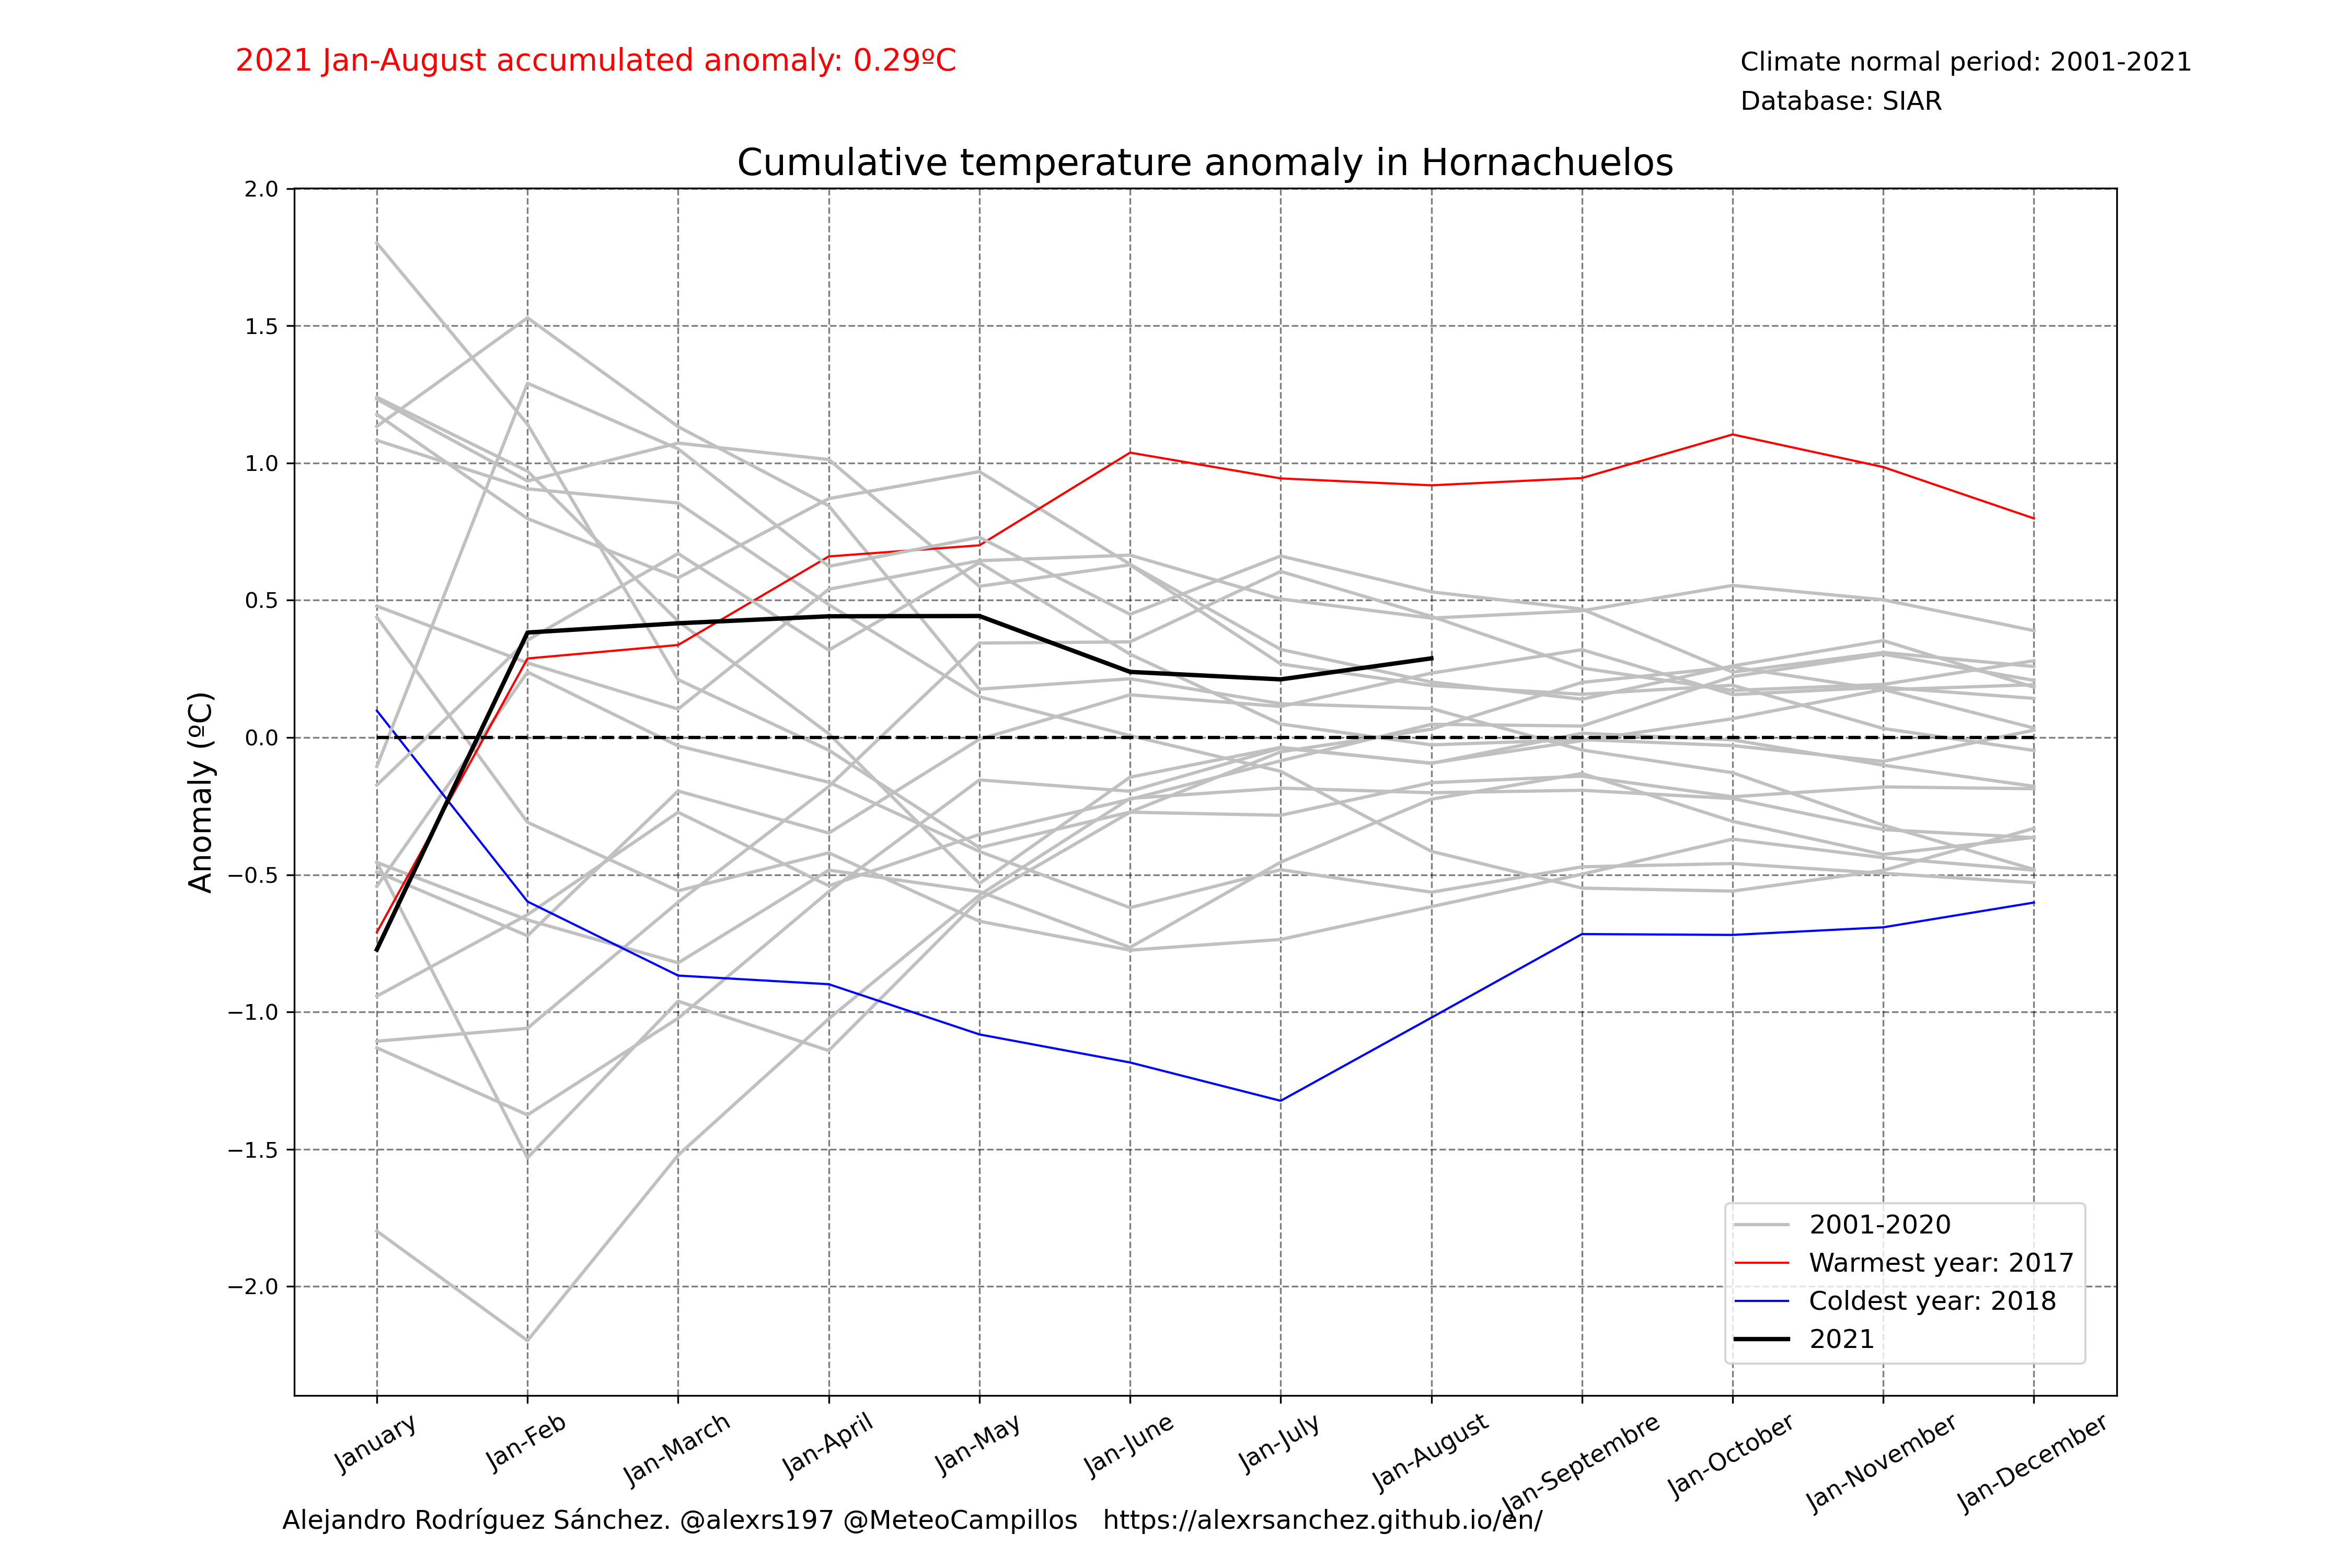 2021 Jan-August accumulated anomaly: 0.29ºC
Climate normal period: 2001-2021
Database: SIAR
Cumulative temperature anomaly in Hornachuelos
Anomaly (ºC)
2.0
1.5
1.0
0.5
0.0
−0.5
−1.0
−1.5
−2.0
2001-2020
Warmest year: 2017
Coldest year: 2018
2021
January
Jan-Feb
Jan-March
Jan-April
Jan-May
Jan-June
Jan-July
Jan-August
Jan-Septembre
Jan-October
Jan-November
Jan-December
Alejandro Rodríguez Sánchez. @alexrs197 @MeteoCampillos https://alexrsanchez.github.io/en/